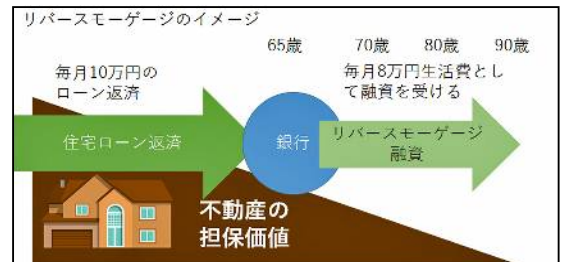 リバースモーゲージのイメージ
65歳 70歳 80歳 90歳
毎月10万円の
ローン返済
毎月8万円生活費とし
て融資を受ける
住宅ローン返済
銀行
リバースモーゲージ
融資
不動産の
担保価値